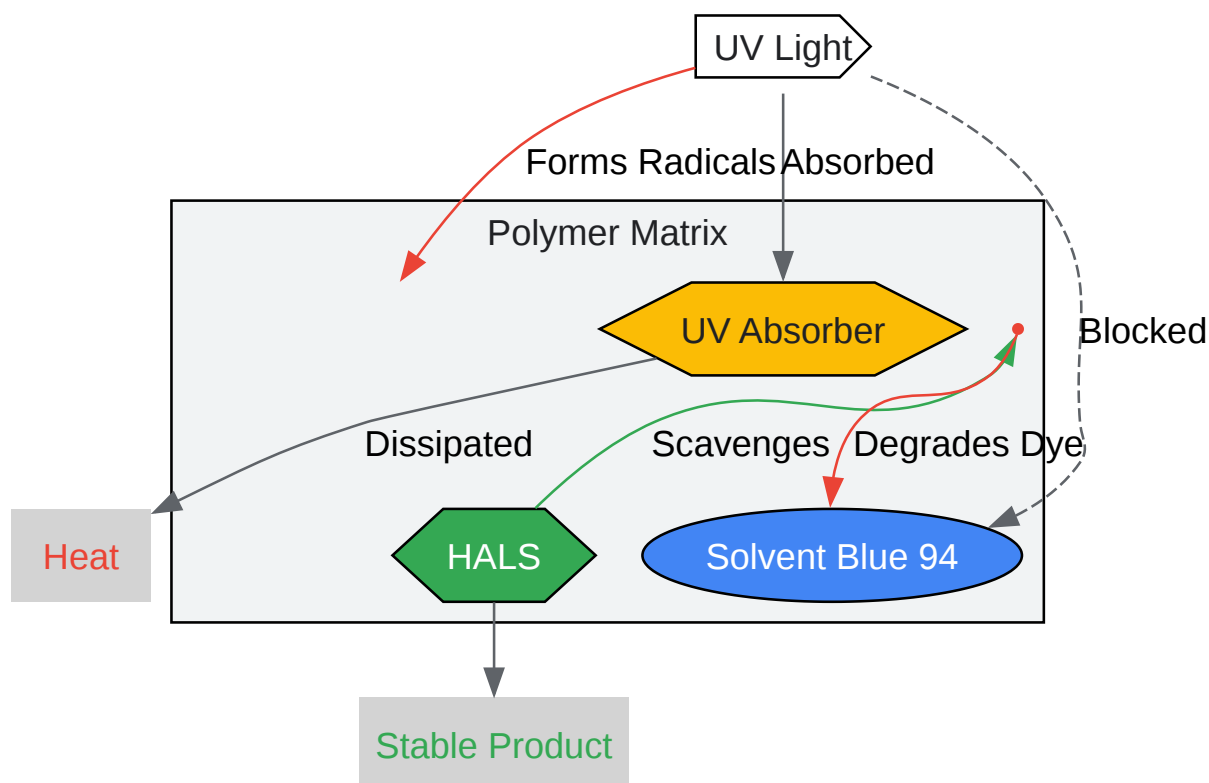 UV Light
Forms Radicals
Absorbed
Polymer Matrix
UV Absorber
Blocked
Dissipated
Scavenges
Degrades Dye
Heat
HALS
Solvent Blue 94
Stable Product